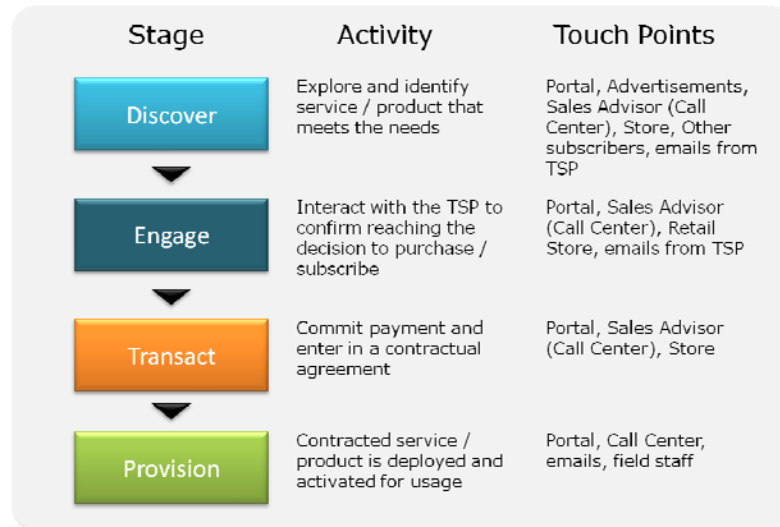 Stage Activity Touch Points
Discover
Explore and identify
service / product that
meets the needs
Portal, Advertisements,
Sales Advisor (Call
Center), Store, Other
subscribers, emails from
TSP
Engage
Interact with the TSP to
confirm reaching the
decision to purchase /
subscribe
Portal, Sales Advisor
(Call Center), Retail
Store, emails from TSP
Transact
Commit payment and
enter in a contractual
agreement
Portal, Sales Advisor
(Call Center), Store
Provision
Contracted service /
product is deployed and
activated for usage
Portal, Call Center,
emails, field staff